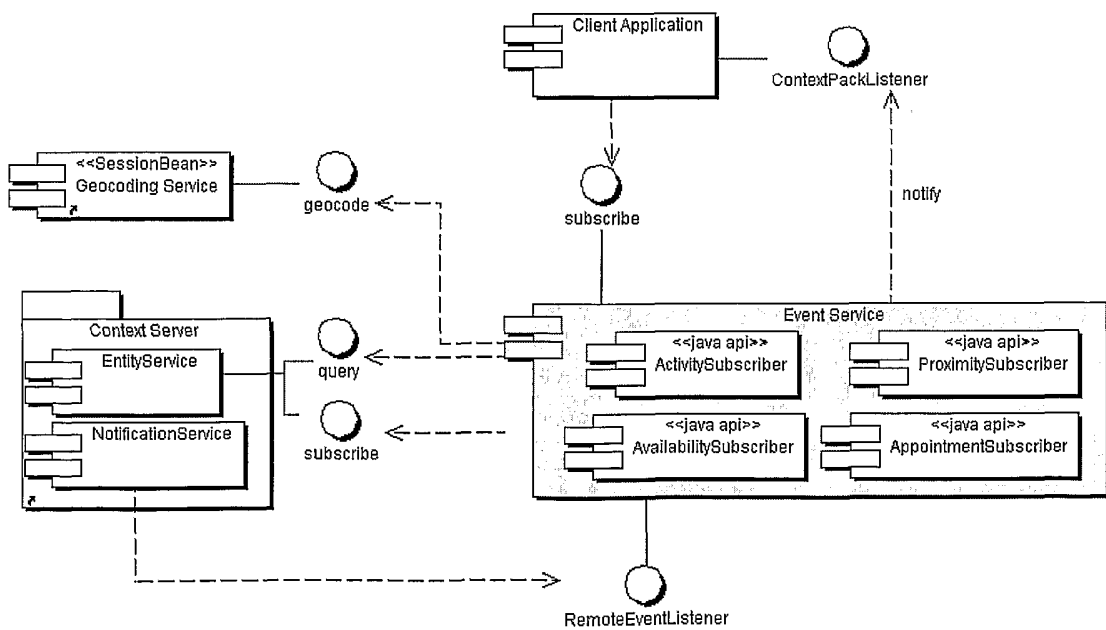 Client Application
ContextPackListener
<<SessionBean>>
Geocoding Service
geocode
subscribe
notify
Context Server
EntityService
NotificationService
query
subscribe
Event Service
<<java api>>
ActivitySubscriber
<<java api>>
ProximitySubscriber
<<java api>>
AvailabilitySubscriber
<<java api>>
AppointmentSubscriber
RemoteEventListener